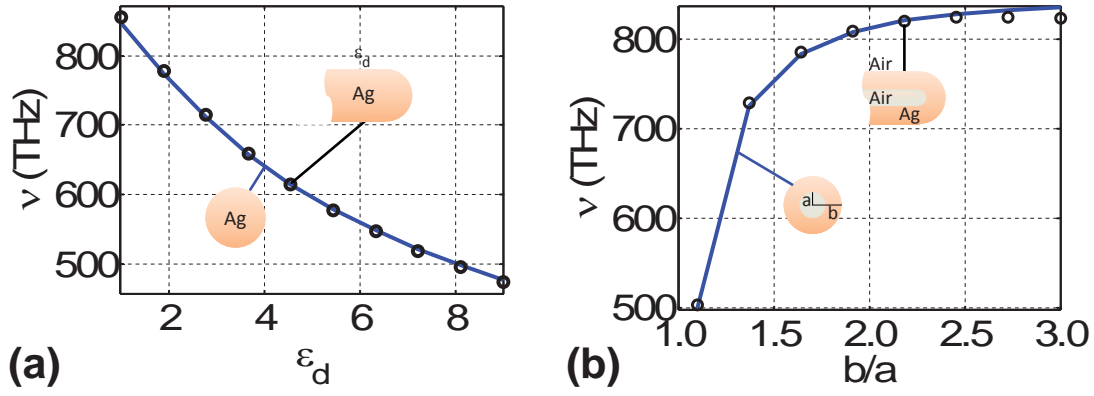 800
700
600
500
ν (THz)
2
4
6
8
ε_d
ε_d
Ag
Ag
(a)
800
700
600
500
ν (THz)
1.0
1.5
2.0
2.5
3.0
b/a
Air
Air
Ag
a
b
(b)